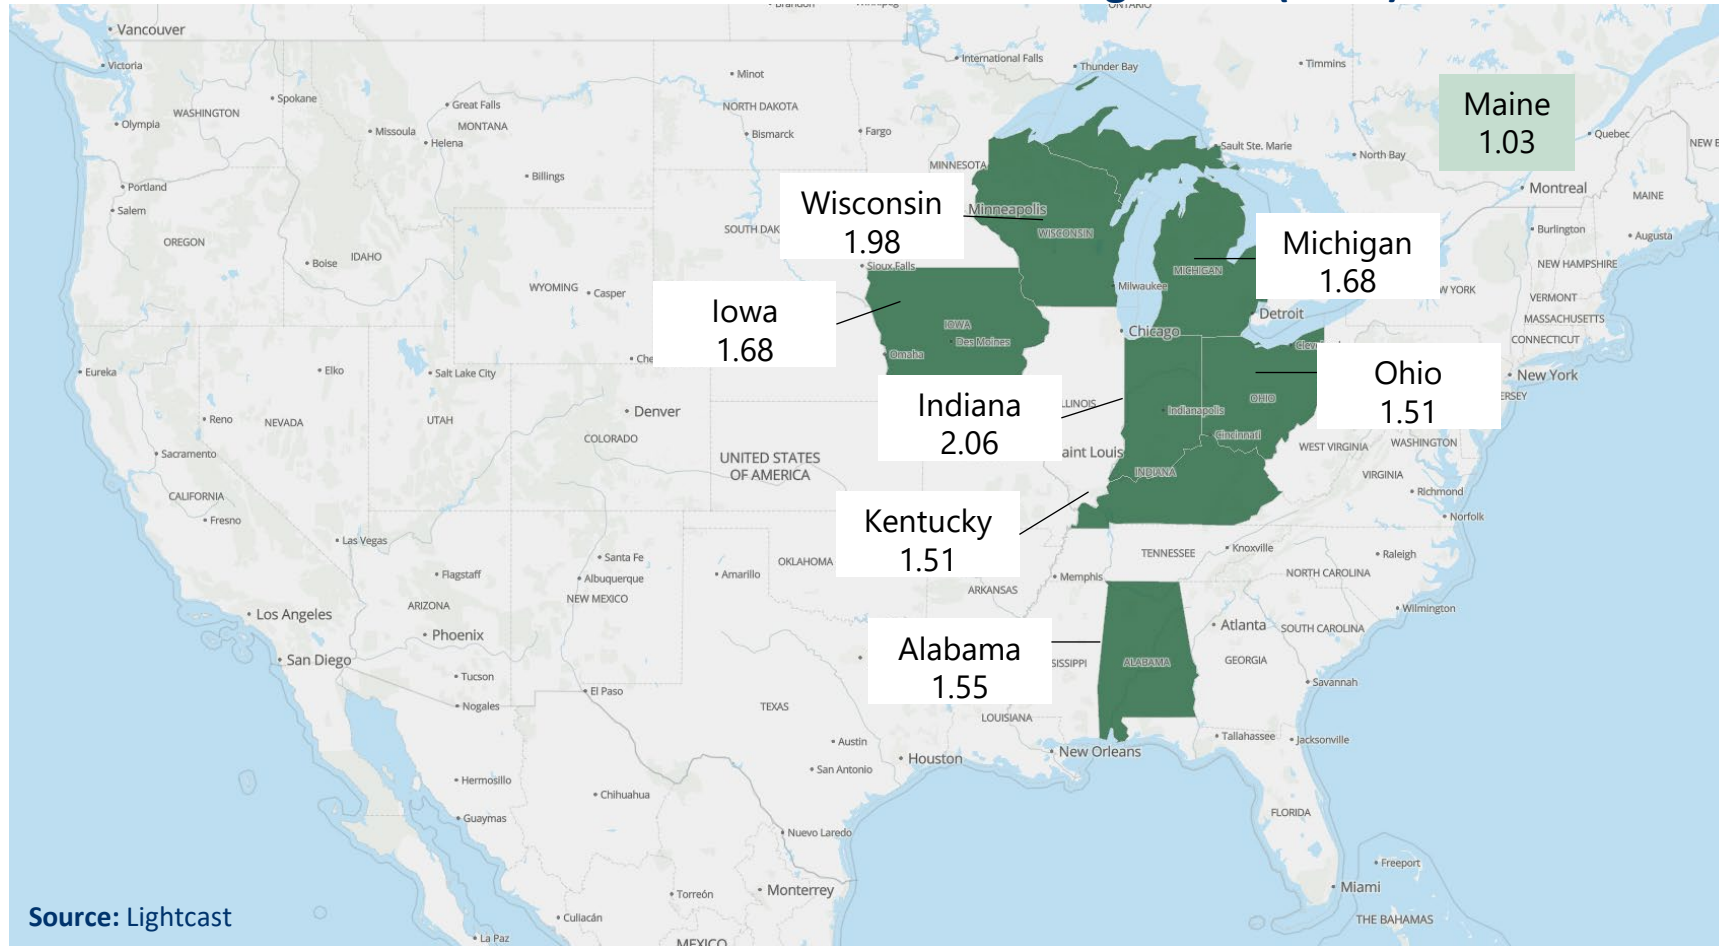 Vancouver
Victoria
International Falls
Thunder Bay
Timmins
Minot
Spokane
Great Falls
NORTH DAKOTA
WASHINGTON
Olympia
MONTANA
Missoula
Helena
Bismarck
Fargo
Quebec
Sault Ste. Marie
North Bay
MINNESOTA
Maine
1.03
Billings
Portland
Salem
Montreal
MAINE
Wisconsin
1.98
Minneapolis
WISCONSIN
SOUTH
Burlington
Augusta
OREGON
Boise
IDAHO
Sioux Falls
Michigan
1.68
MICHIGAN
NEW HAMPSHIRE
WYOMING
Casper
Milwaukee
VERMONT
Iowa
1.68
IOWA
Des Moines
Omaha
Chicago
Detroit
MASSACHUSETTS
CONNECTICUT
Eureka
Elko
Salt Lake City
New York
Ohio
1.51
OHIO
Indiana
2.06
Indianapolis
Cincinnati
Reno
NEVADA
UTAH
Denver
COLORADO
Sacramento
UNITED STATES
OF AMERICA
INDIANA
WEST VIRGINIA
WASHINGTON
VIRGINIA
Richmond
CALIFORNIA
Fresno
Norfolk
Kentucky
1.51
Las Vegas
Santa Fe
Albuquerque
NEW MEXICO
Amarillo
OKLAHOMA
TENNESSEE
Knoxville
Raleigh
Flagstaff
ARIZONA
Memphis
NORTH CAROLINA
ARKANSAS
Los Angeles
Phoenix
Wilmington
Atlanta
SOUTH CAROLINA
Alabama
1.55
ALABAMA
GEORGIA
San Diego
Tucson
El Paso
Savannah
Nogales
TEXAS
LOUISIANA
Austin
New Orleans
Tallahassee
Jacksonville
Houston
San Antonio
Hermosillo
Chihuahua
Guaymas
Nuevo Laredo
FLORIDA
Freeport
Torreón
Monterrey
Miami
Culiacán
THE BAHAMAS
La Paz
MEXICO
Source: Lightcast